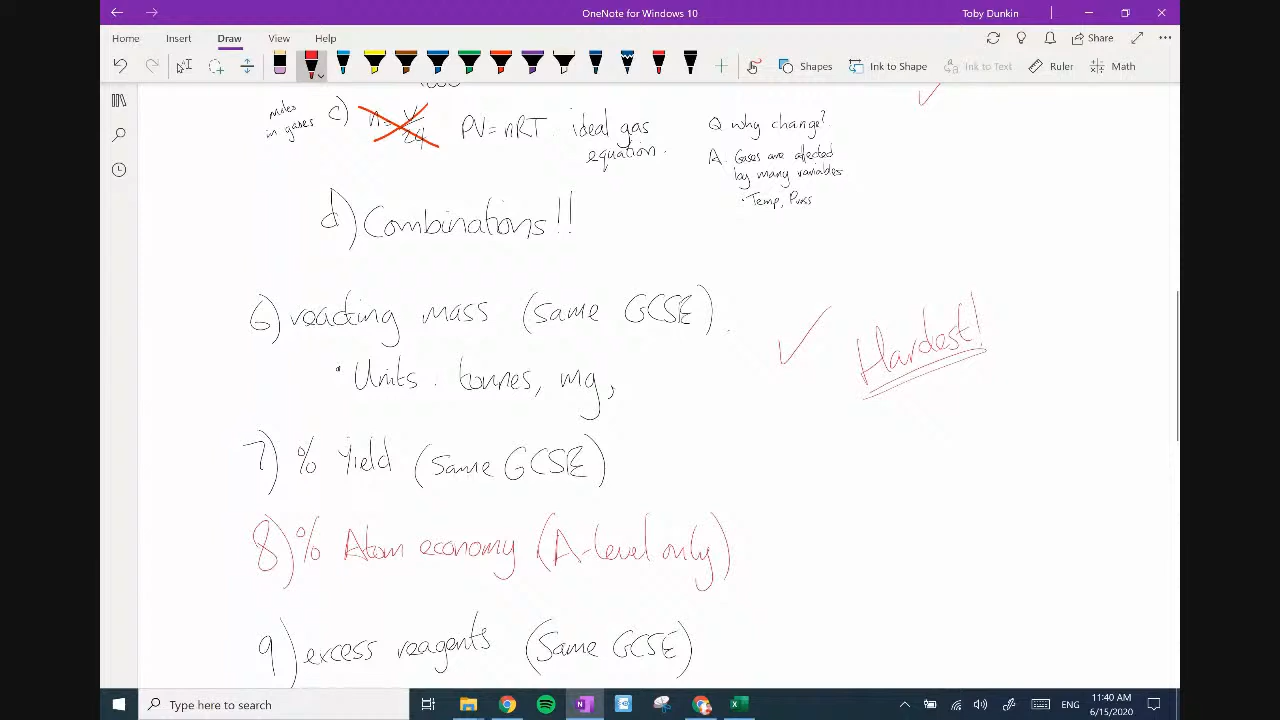 OneNote for Windows 10
Toby Dunkin
Home Insert Draw View Help
Share
Shapes Ink to Shape Ink to Text Ruler Math
1000
moles
in gases
c) n = V/24 PV = nRT. ideal gas
equation.
Q why change?
A. Gases are affected
by many variables
· Temp, Press
d) Combinations!!
6) reacting mass (same GCSE).
Hardest!
· Units. tonnes, mg,
7) % Yield (same GCSE)
8) % Atom economy (A-level only)
9) excess reagents (same GCSE)
Type here to search
ENG
11:40 AM
6/15/2020